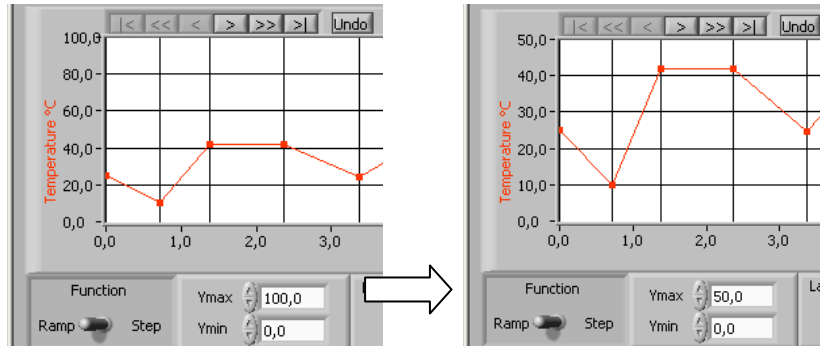 |< << < > >> >| Undo
100,0
80,0
60,0
40,0
20,0
0,0
Temperature °C
0,0 1,0 2,0 3,0
Function
Ramp Step
Ymax 100,0
Ymin 0,0
|< << < > >> >| Undo
50,0
40,0
30,0
20,0
10,0
0,0
Temperature °C
0,0 1,0 2,0 3,0
Function
Ramp Step
Ymax 50,0
Ymin 0,0
La